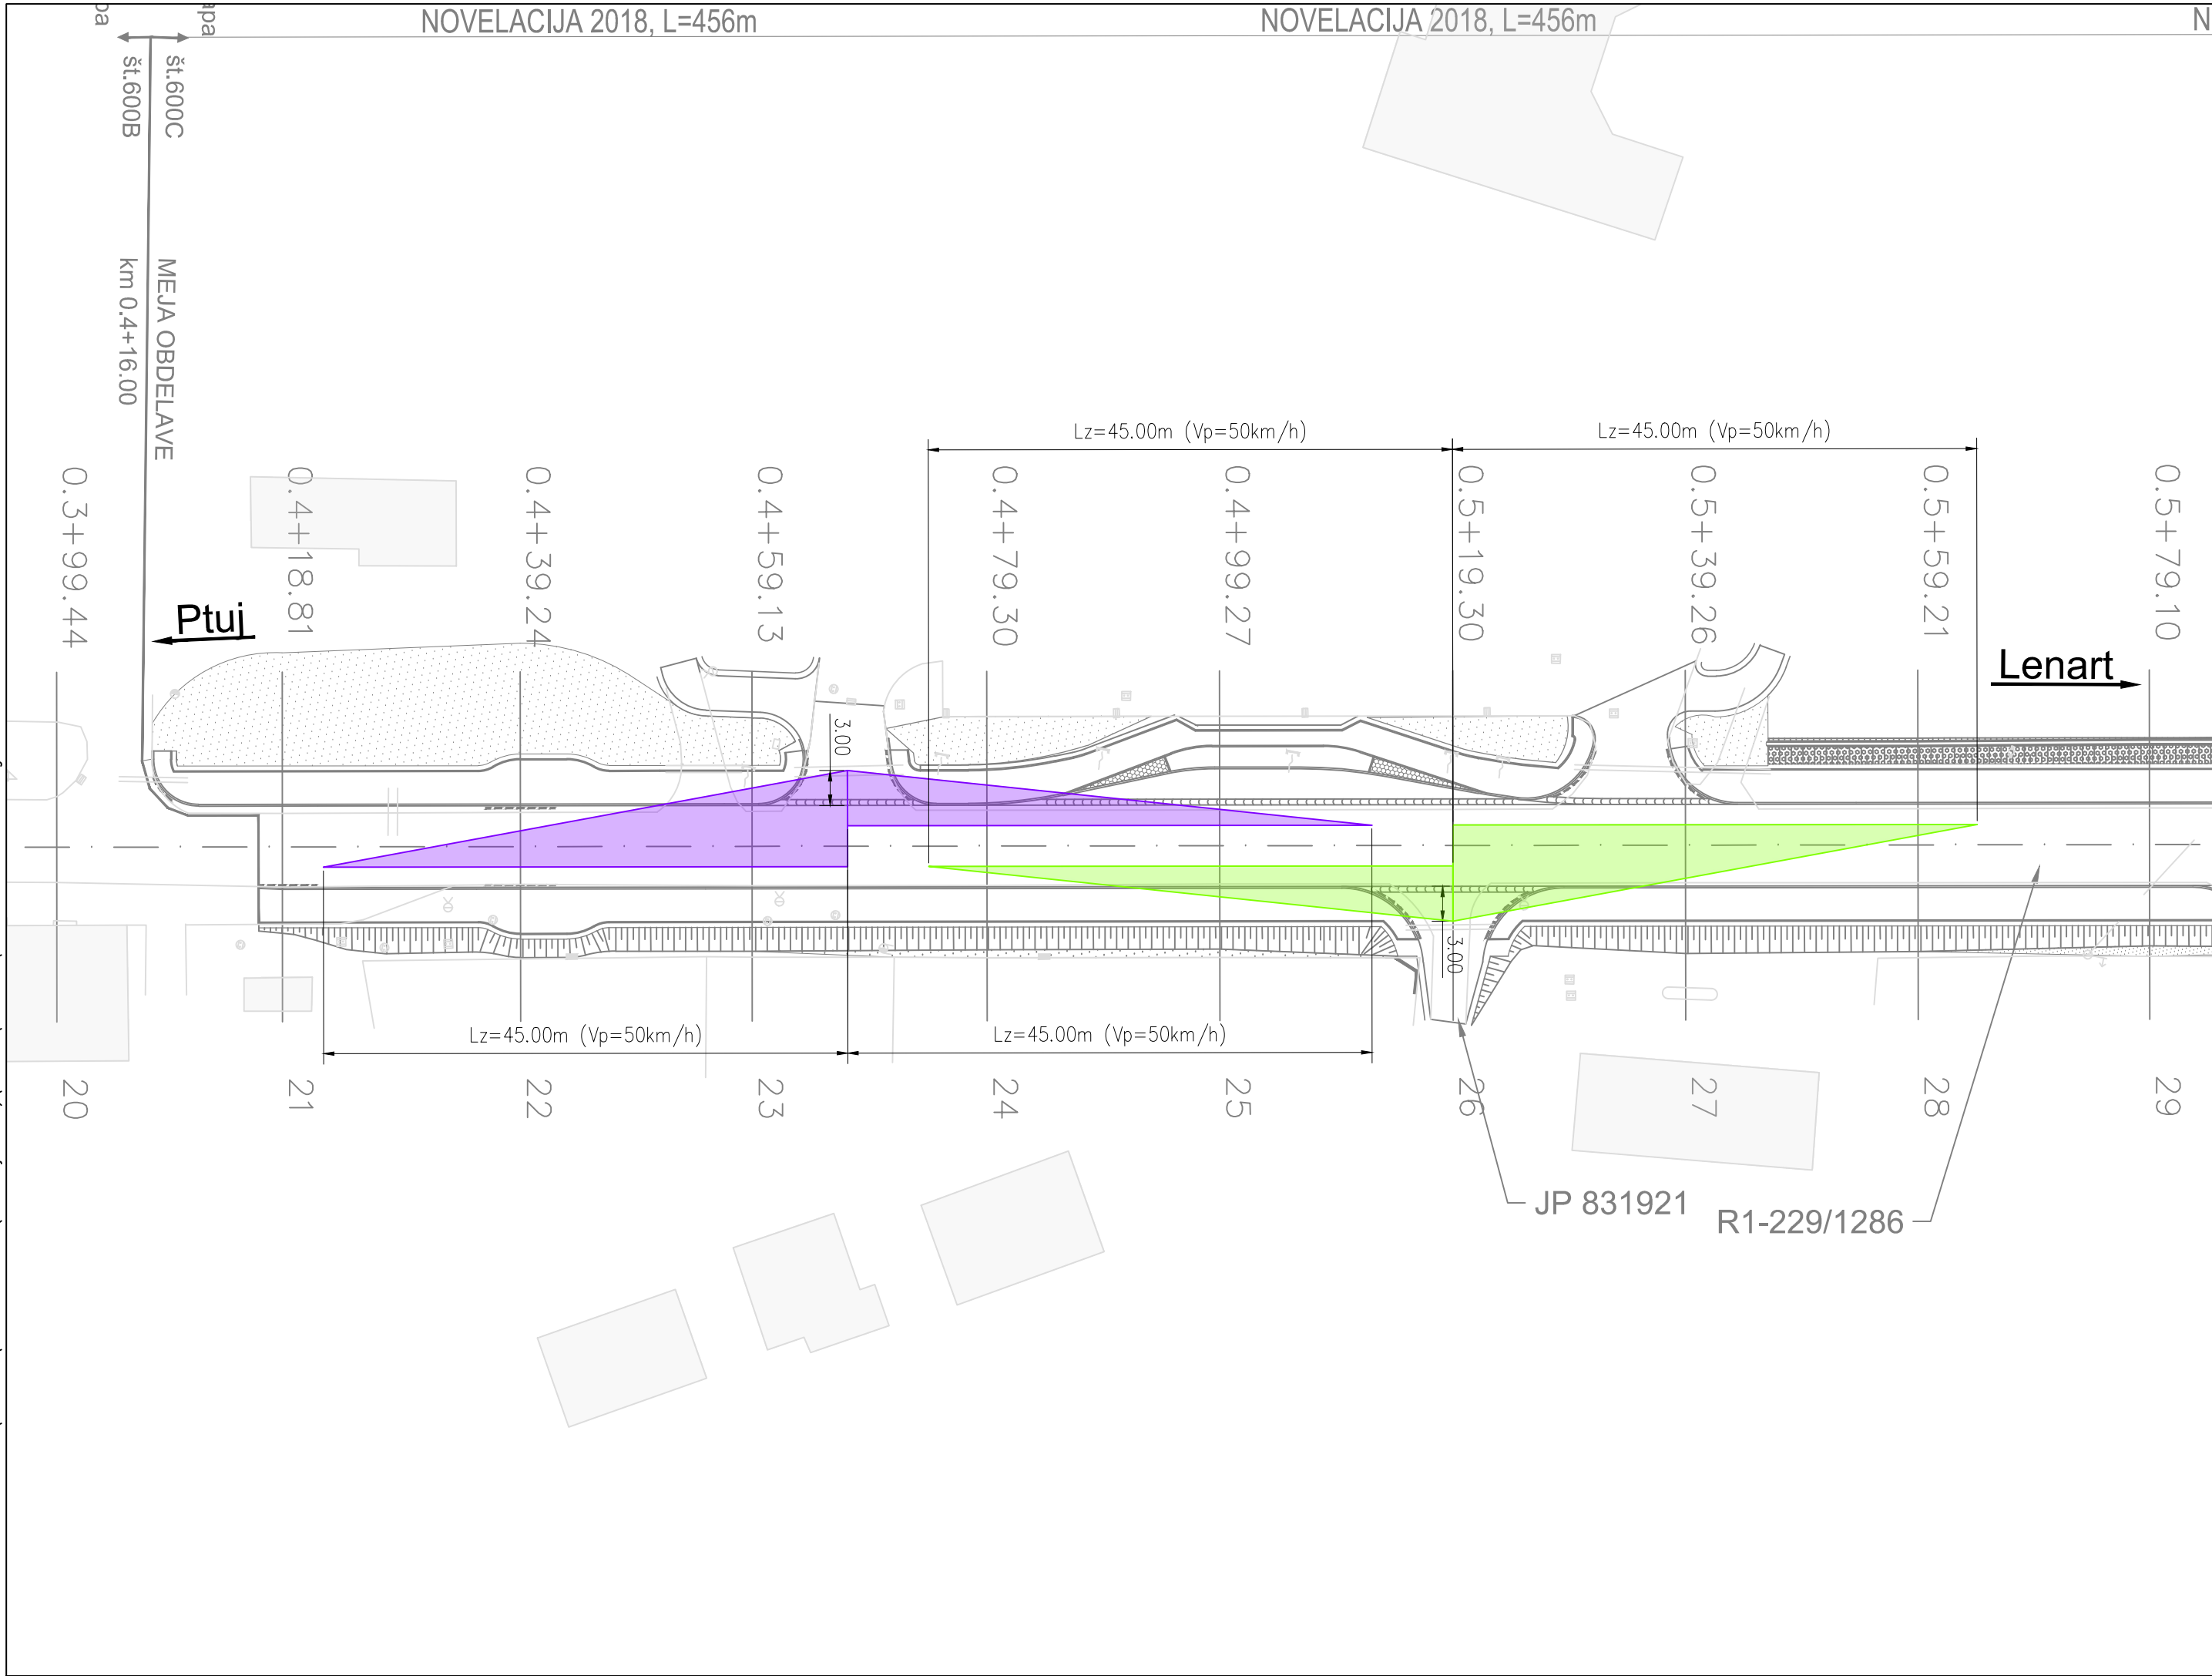 NOVELACIJA 2018, L=456m
NOVELACIJA 2018, L=456m
N
št.600C
št.600B
MEJA OBDELAVE
km 0.4+16.00
Lz=45.00m (Vp=50km/h)
Lz=45.00m (Vp=50km/h)
0.3+99.44
0.4+18.81
0.4+39.24
0.4+59.13
0.4+79.30
0.4+99.27
0.5+19.30
0.5+39.26
0.5+59.21
0.5+79.10
Ptuj
Lenart
3.00
3.00
Lz=45.00m (Vp=50km/h)
Lz=45.00m (Vp=50km/h)
20
21
22
23
24
25
26
27
28
29
JP 831921
R1-229/1286